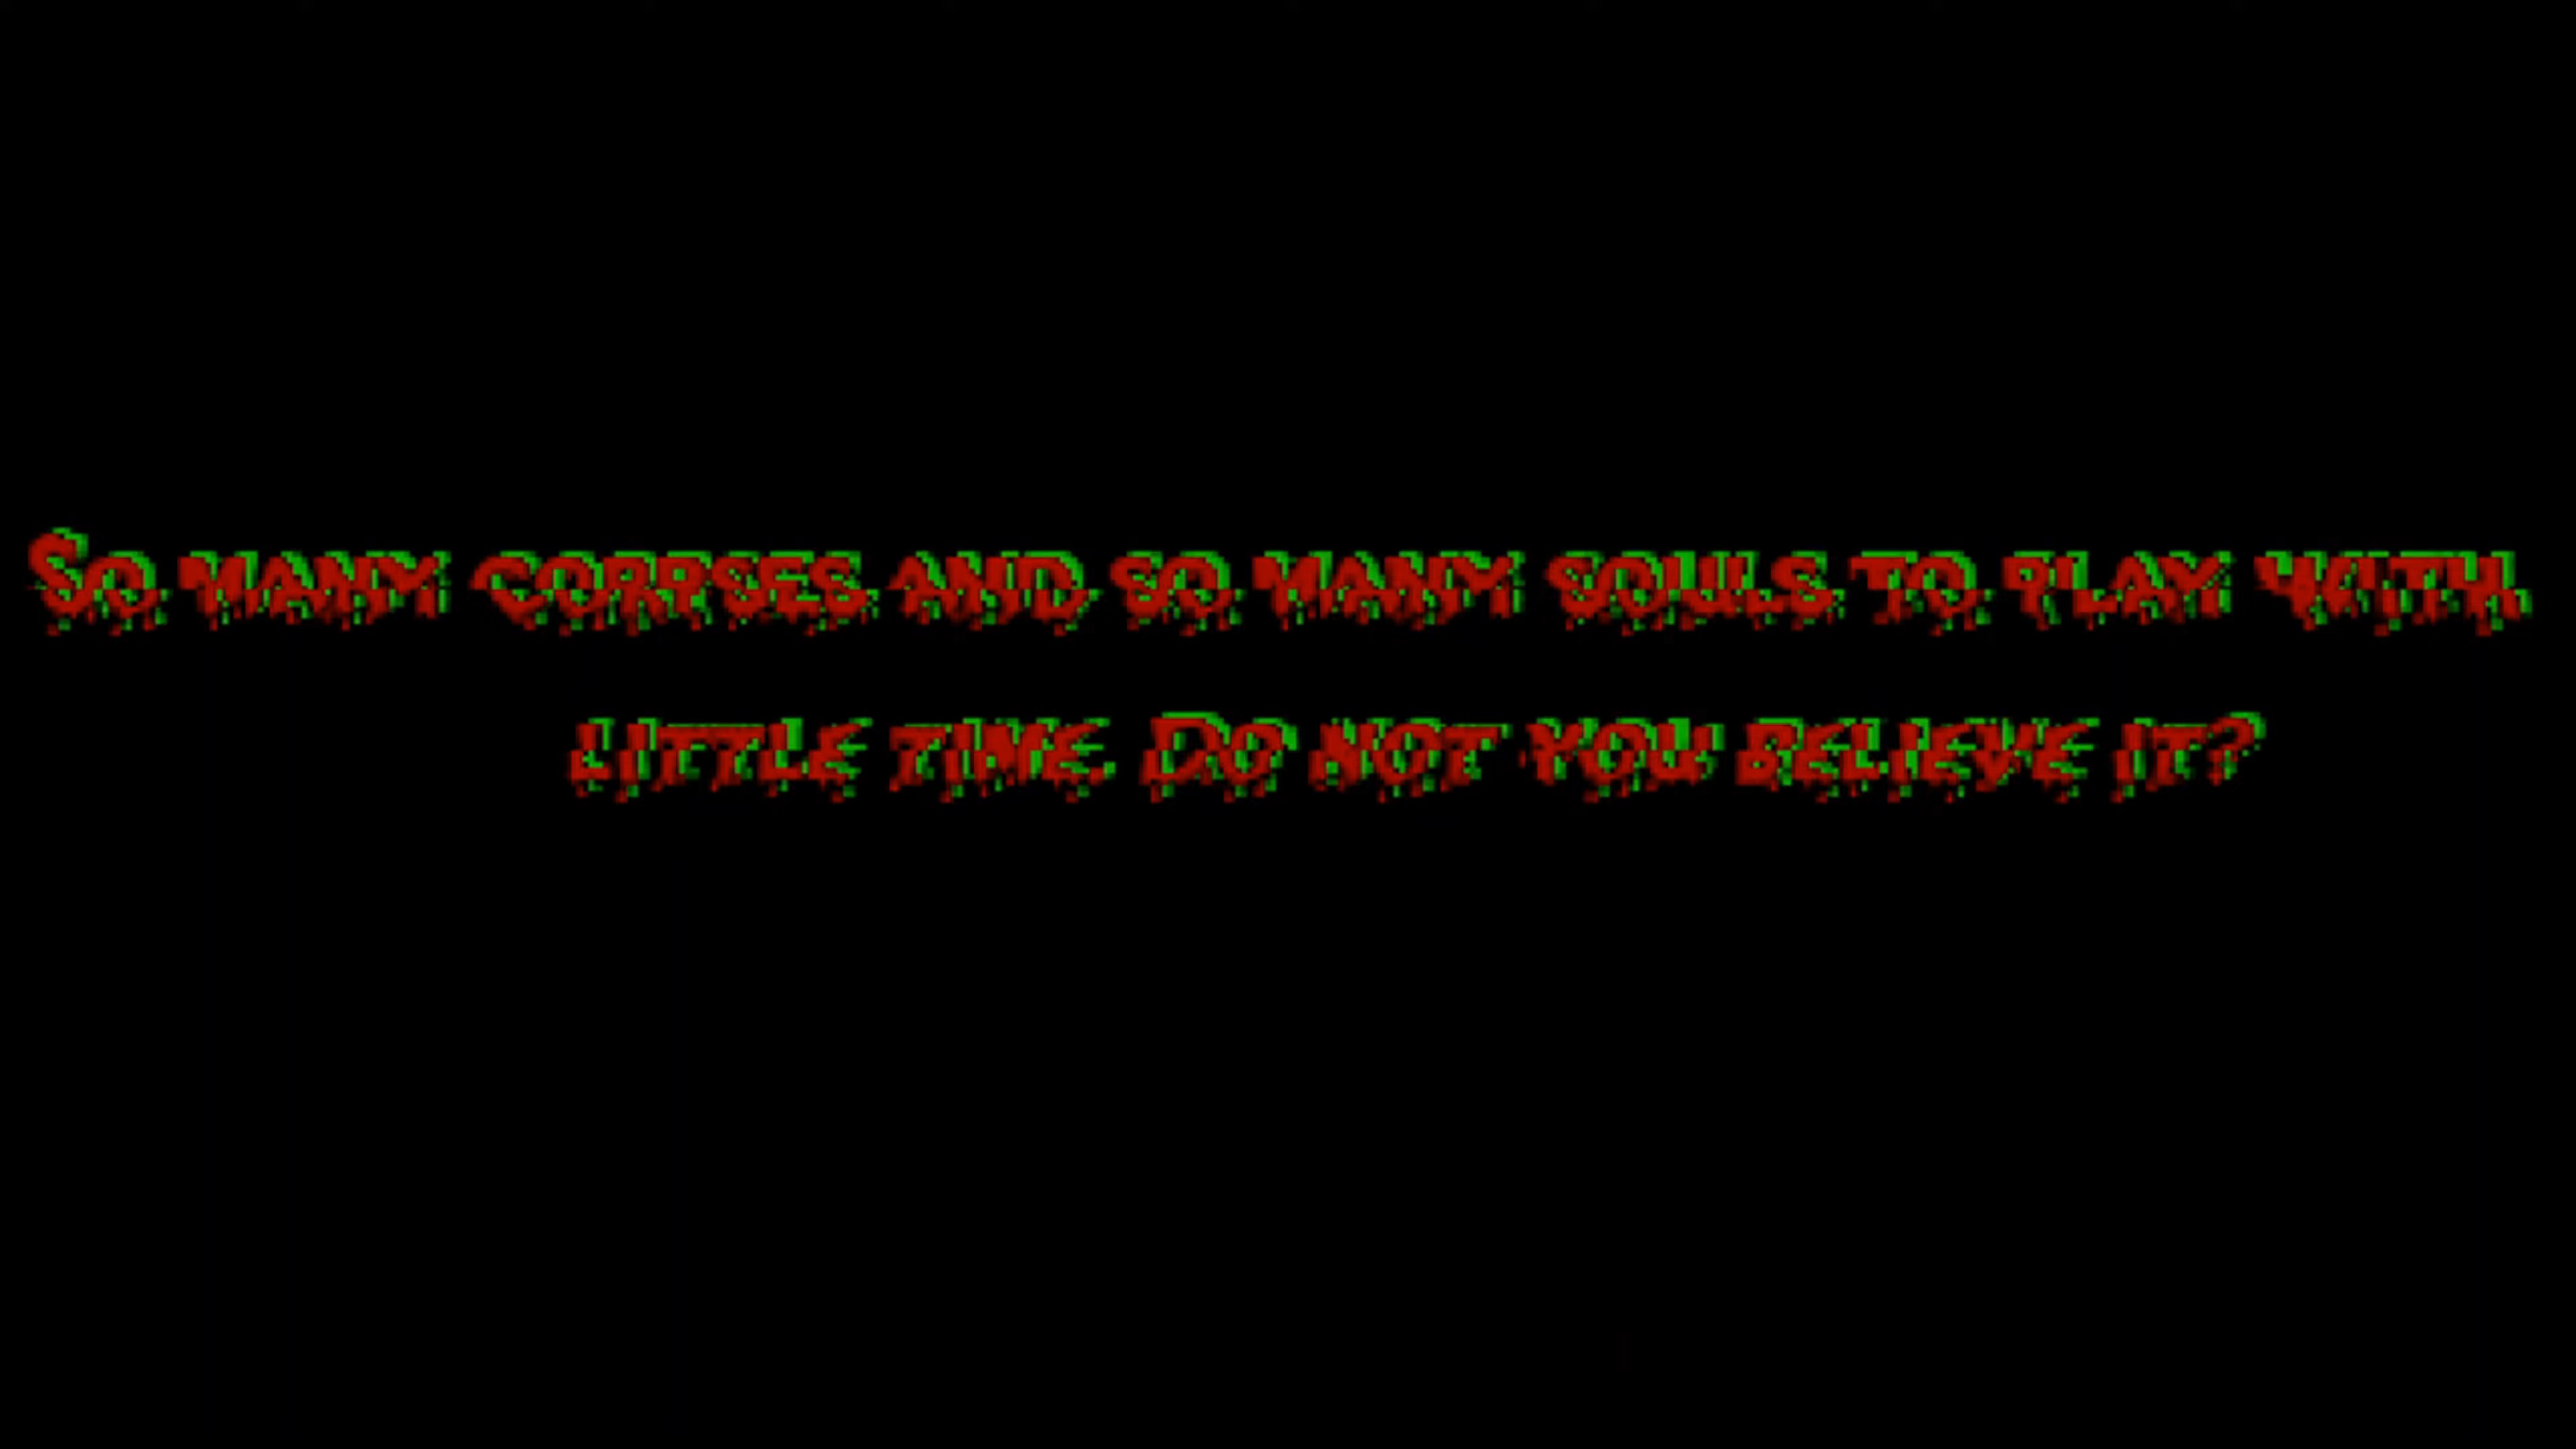 So many corpses and so many souls to play with,
little time. Do not you believe it?